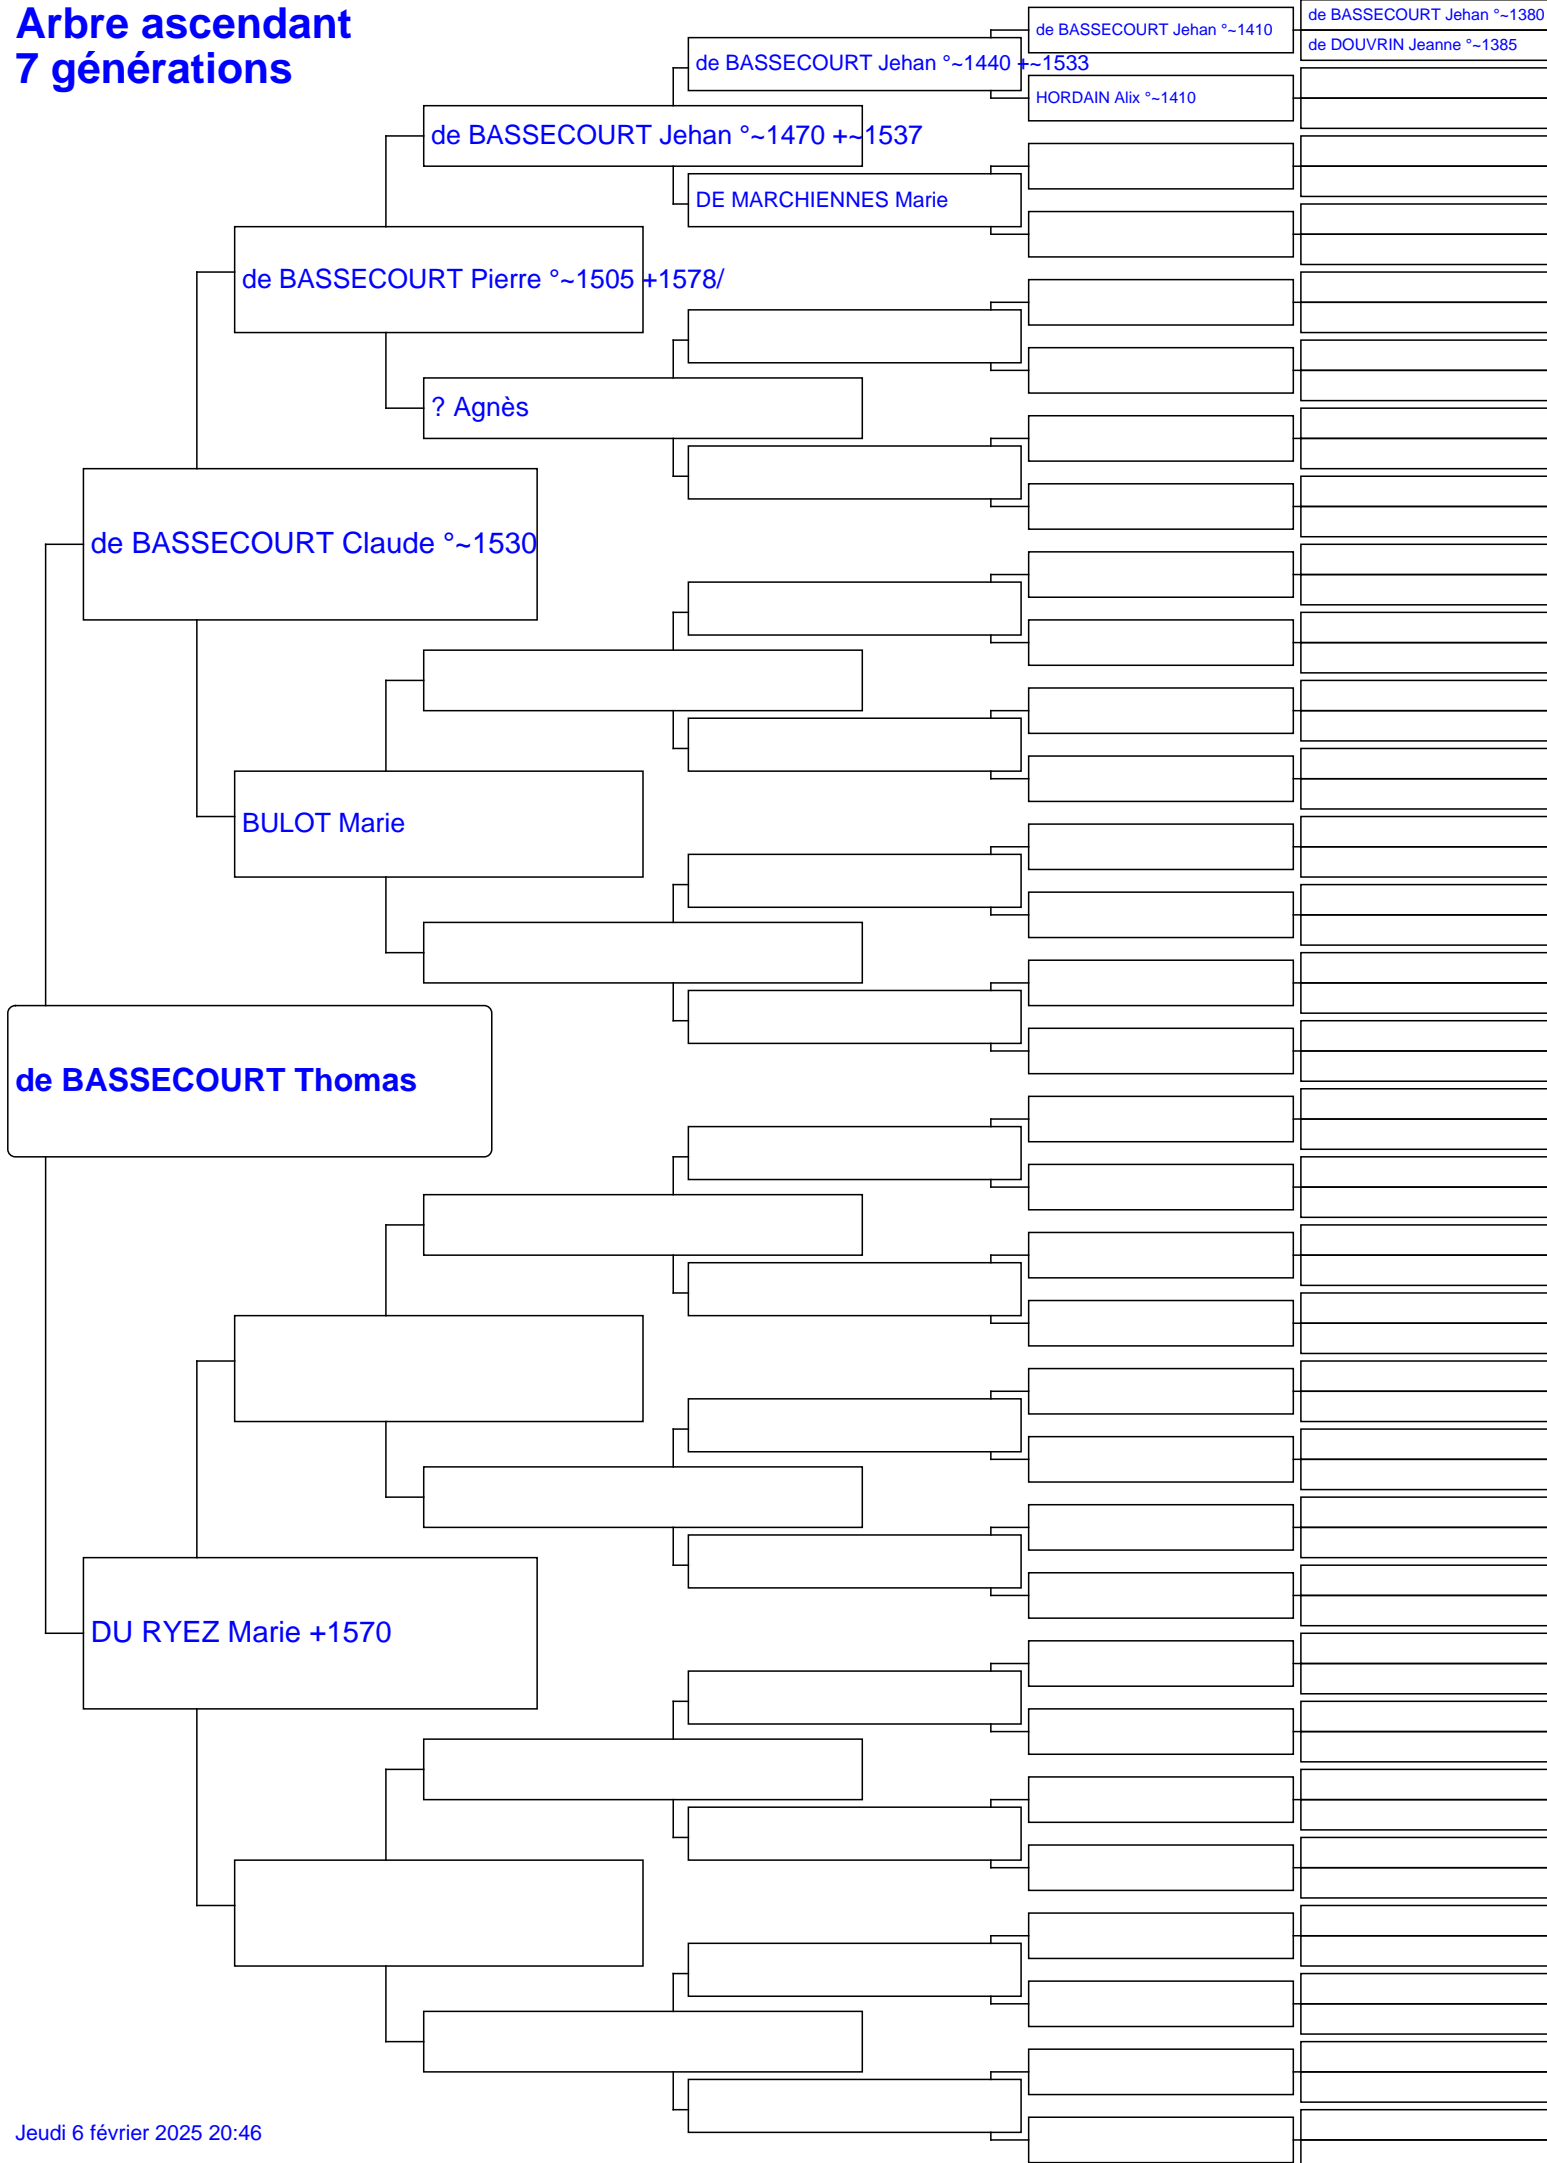 Arbre ascendant
7 générations
de BASSECOURT Jehan °~1380
de DOUVRIN Jeanne °~1385
de BASSECOURT Jehan °~1410
HORDAIN Alix °~1410
de BASSECOURT Jehan °~1440 +~1533
DE MARCHIENNES Marie
de BASSECOURT Jehan °~1470 +~1537
de BASSECOURT Pierre °~1505 +1578/
? Agnès
de BASSECOURT Claude °~1530
BULOT Marie
de BASSECOURT Thomas
DU RYEZ Marie +1570
Jeudi 6 février 2025 20:46